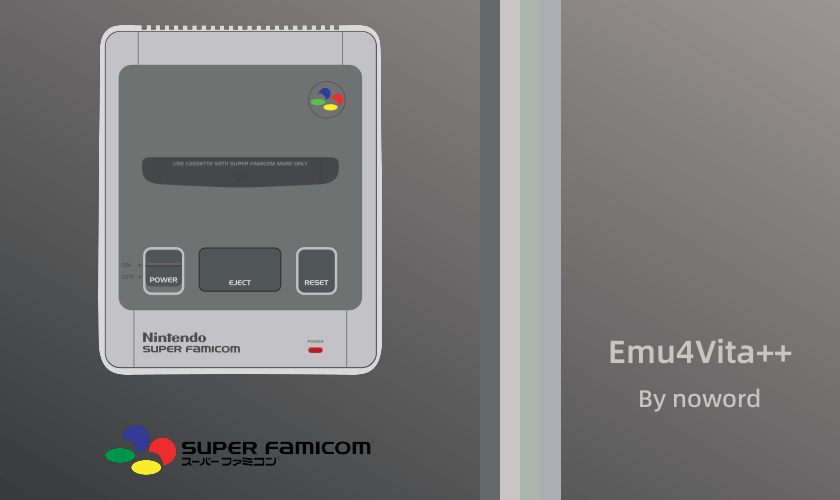 USE CASSETTE WITH SUPER FAMICOM MARK ONLY
ON
OFF
POWER
EJECT
RESET
Nintendo
SUPER FAMICOM
POWER
SUPER FAMICOM
スーパーファミコン
Emu4Vita++
By noword